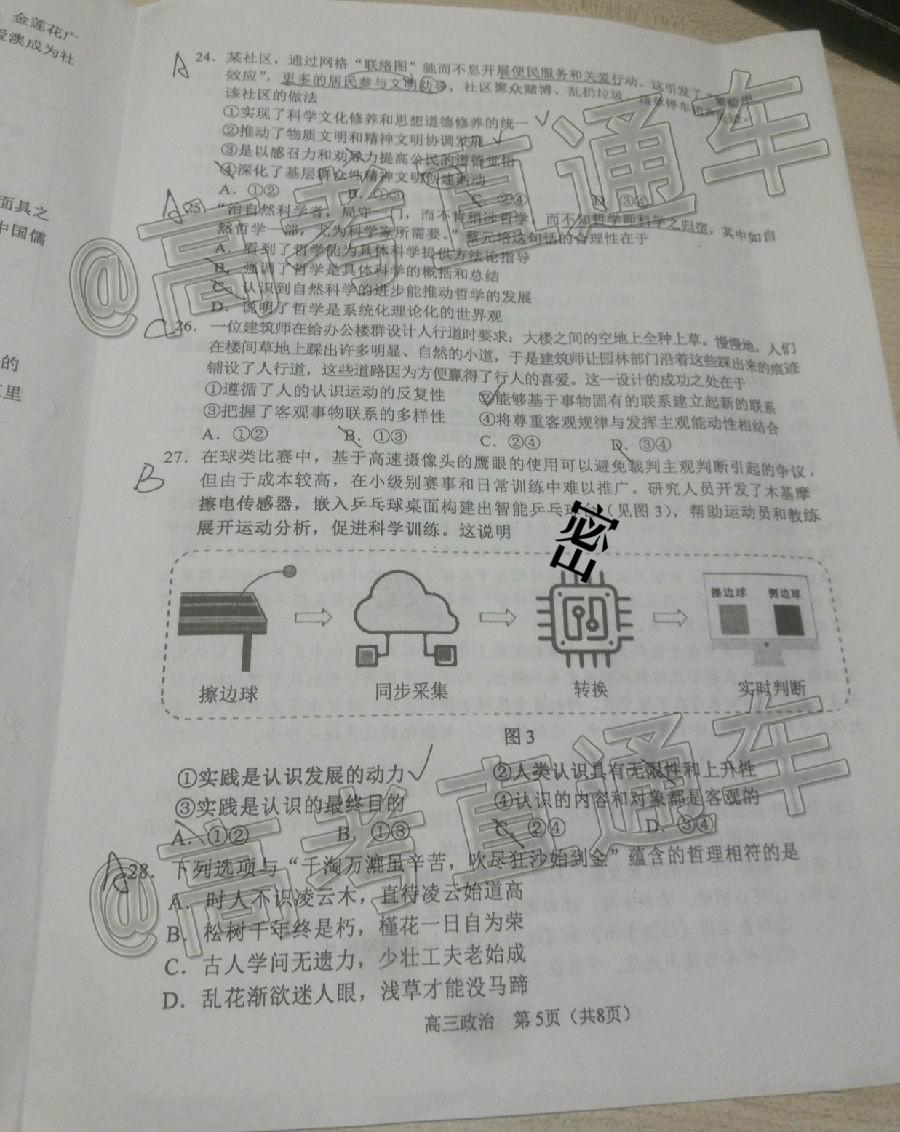 金莲花广
爱澳成为社
面具之
中国儒
的
里
A
24. 某社区，通过网格“联络图”驰而不息开展便民服务和关爱行动。这引发了“葡萄串
效应”，更多的居民参与文明劝导，社区聚众赌博、乱扔垃圾、
该社区的做法
①实现了科学文化修养和思想道德修养的统一
②推动了物质文明和精神文明协调发展
③是以感召力和劝导力提高公民的道德觉悟
④深化了基层群众性精神文明创建活动
A. ①② B. ①③ C. ②④ D. ③④
A
25. “治自然科学者，局守一门，而不肯稍涉哲学，而不知哲学即科学之归宿，其中如自
然哲学一部，尤为科学家所需要。”蔡元培这句话的合理性在于
A. 看到了哲学能为具体科学提供方法论指导
B. 强调了哲学是具体科学的概括和总结
C. 认识到自然科学的进步能推动哲学的发展
D. 说明了哲学是系统化理论化的世界观
C
26. 一位建筑师在给办公楼群设计人行道时要求：大楼之间的空地上全种上草。慢慢地，人们
在楼间草地上踩出许多明显、自然的小道，于是建筑师让园林部门沿着这些踩出来的痕迹
铺设了人行道，这些道路因为方便赢得了行人的喜爱。这一设计的成功之处在于
①遵循了人的认识运动的反复性 ②能够基于事物固有的联系建立起新的联系
③把握了客观事物联系的多样性 ④将尊重客观规律与发挥主观能动性相结合
A. ①② B. ①③ C. ②④ D. ③④
B
27. 在球类比赛中，基于高速摄像头的鹰眼的使用可以避免裁判主观判断引起的争议，
但由于成本较高，在小级别赛事和日常训练中难以推广。研究人员开发了木基摩
擦电传感器，嵌入乒乓球桌面构建出智能乒乓球台（见图 3），帮助运动员和教练
展开运动分析，促进科学训练。这说明
密
擦边球 侧边球
擦边球 同步采集 转换 实时判断
图 3
①实践是认识发展的动力 ②人类认识具有无限性和上升性
③实践是认识的最终目的 ④认识的内容和对象都是客观的
A. ①② B. ①③ C. ②④ D. ③④
A
28. 下列选项与“千淘万漉虽辛苦，吹尽狂沙始到金”蕴含的哲理相符的是
A. 时人不识凌云木，直待凌云始道高
B. 松树千年终是朽，槿花一日自为荣
C. 古人学问无遗力，少壮工夫老始成
D. 乱花渐欲迷人眼，浅草才能没马蹄
高三政治 第5页（共8页）
@高考直通车
@高考直通车